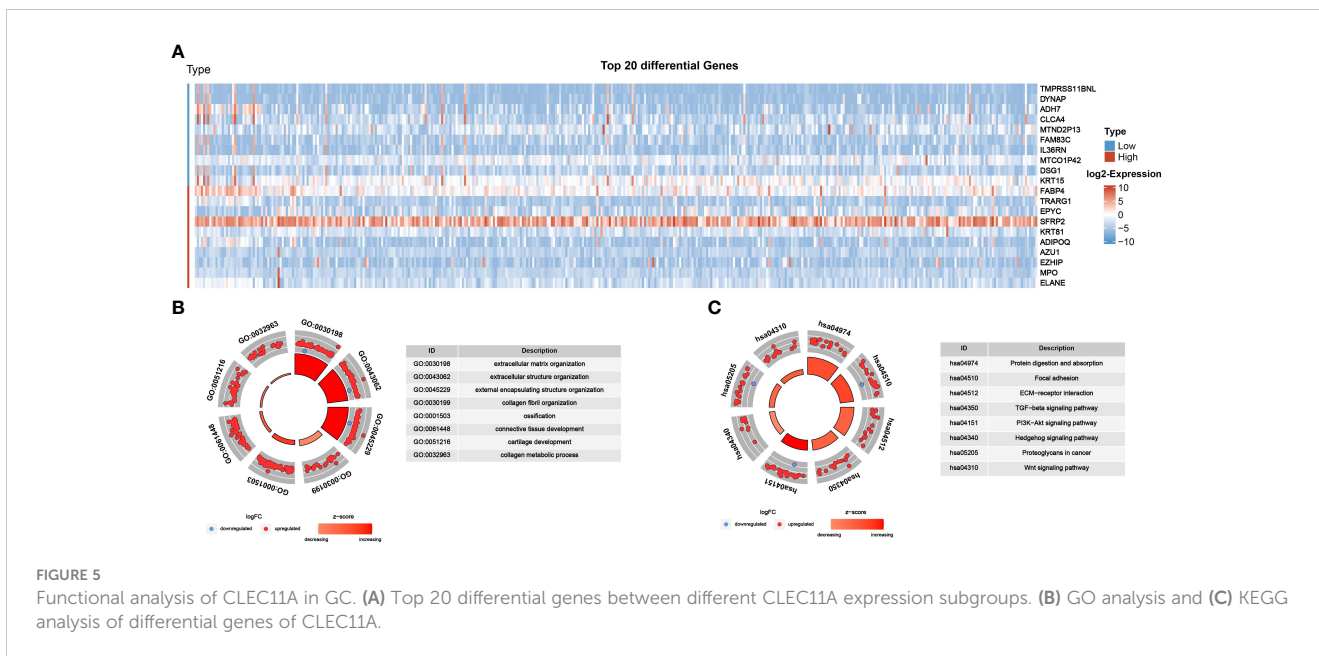 A
Type
Top 20 differential Genes
TMPRSS11BNL
DYNAP
ADH7
CLCA4
MTND2P13
FAM83C
IL36RN
MTCO1P42
DSG1
KRT15
FABP4
TRARG1
EPYC
SFRP2
KRT81
ADIPOQ
AZU1
EZHIP
MPO
ELANE
Type
Low
High
log2-Expression
10
5
0
−5
−10
B
GO:0030198
GO:0043062
GO:0045229
GO:0030199
GO:0001503
GO:0061448
GO:0051216
GO:0032963
ID Description
GO:0030198 extracellular matrix organization
GO:0043062 extracellular structure organization
GO:0045229 external encapsulating structure organization
GO:0030199 collagen fibril organization
GO:0001503 ossification
GO:0061448 connective tissue development
GO:0051216 cartilage development
GO:0032963 collagen metabolic process
logFC z−score
downregulated upregulated
decreasing increasing
C
hsa04974
hsa04510
hsa04512
hsa04350
hsa04151
hsa04340
hsa05205
hsa04310
ID Description
hsa04974 Protein digestion and absorption
hsa04510 Focal adhesion
hsa04512 ECM−receptor interaction
hsa04350 TGF−beta signaling pathway
hsa04151 PI3K−Akt signaling pathway
hsa04340 Hedgehog signaling pathway
hsa05205 Proteoglycans in cancer
hsa04310 Wnt signaling pathway
logFC z−score
downregulated upregulated
decreasing increasing
FIGURE 5
Functional analysis of CLEC11A in GC. (A) Top 20 differential genes between different CLEC11A expression subgroups. (B) GO analysis and (C) KEGG
analysis of differential genes of CLEC11A.